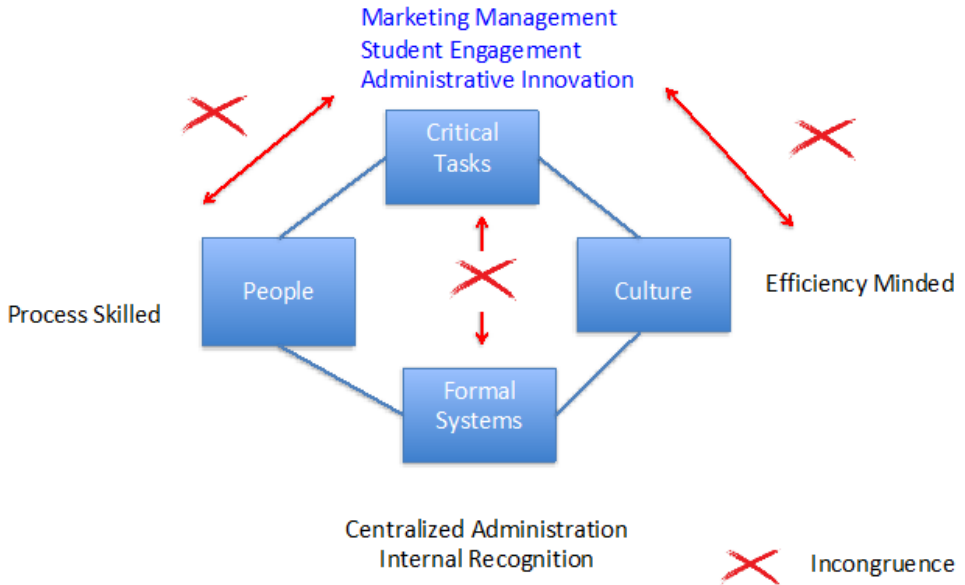 Marketing Management
Student Engagement
Administrative Innovation
Critical
Tasks
People
Culture
Efficiency Minded
Process Skilled
Formal
Systems
Centralized Administration
Internal Recognition
Incongruence